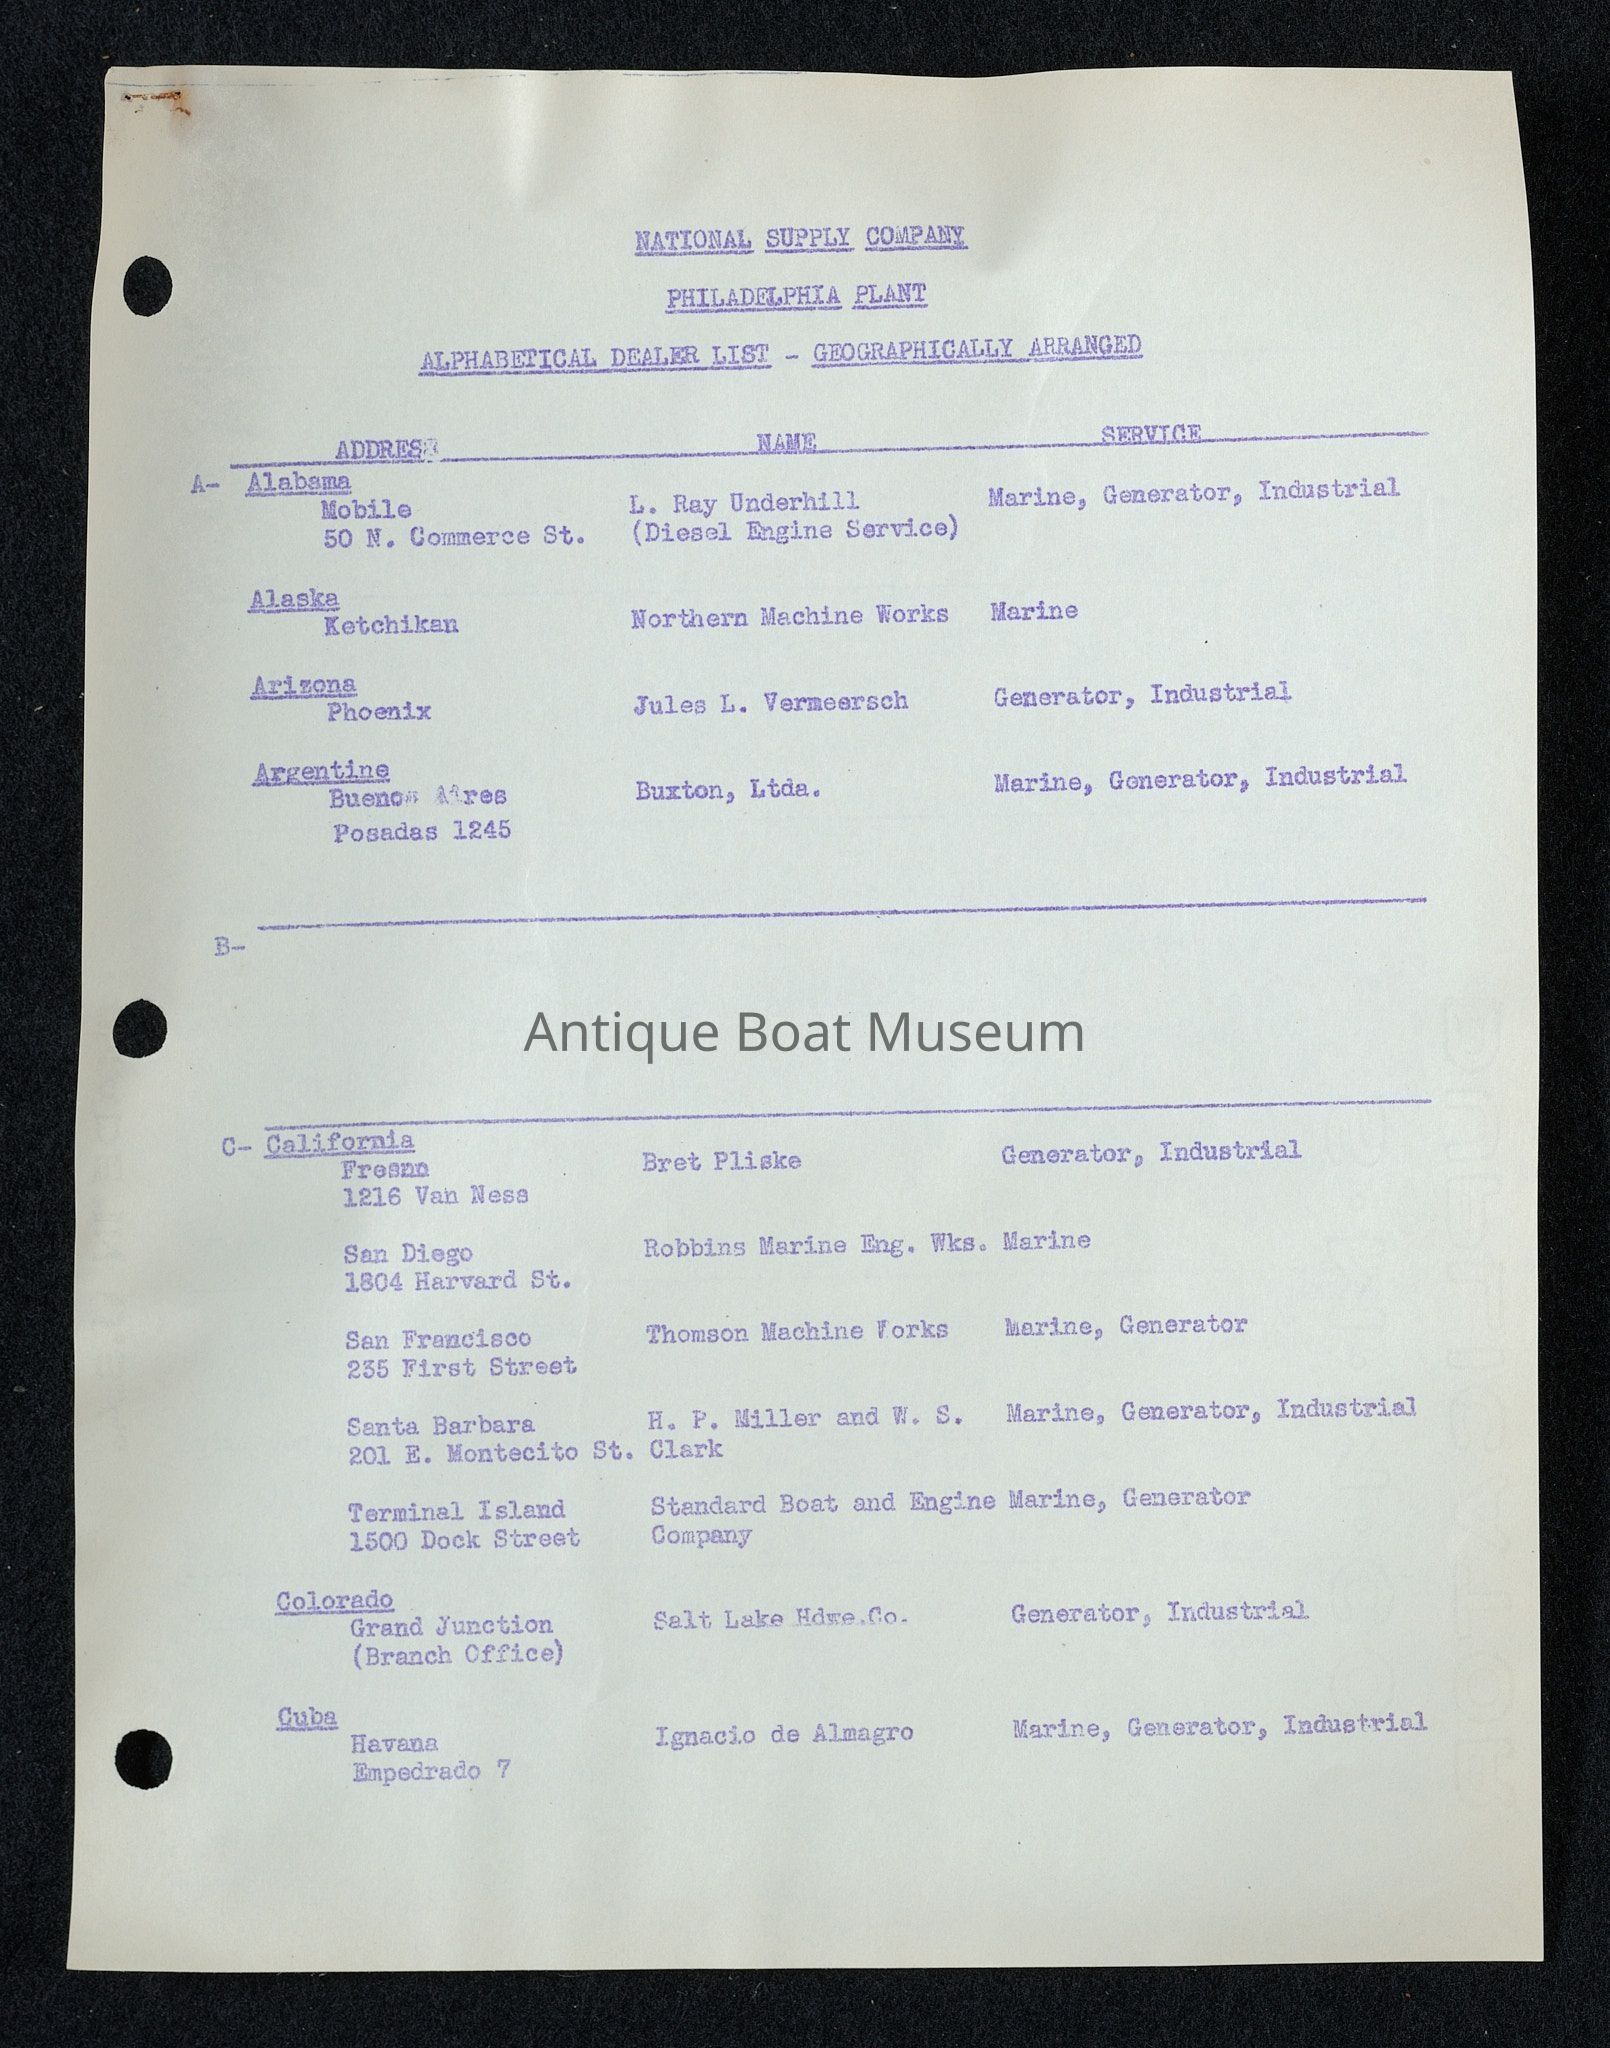 NATIONAL SUPPLY COMPANY
PHILADELPHIA PLANT
ALPHABETICAL DEALER LIST - GEOGRAPHICALLY ARRANGED
ADDRESS NAME SERVICE
A- Alabama
Mobile L. Ray Underhill Marine, Generator, Industrial
50 N. Commerce St. (Diesel Engine Service)
Alaska
Ketchikan Northern Machine Works Marine
Arizona
Phoenix Jules L. Vermeersch Generator, Industrial
Argentine
Buenos Aires Buxton, Ltda. Marine, Generator, Industrial
Posadas 1245
B-
Antique Boat Museum
C- California
Fresno Bret Pliske Generator, Industrial
1216 Van Ness
San Diego Robbins Marine Eng. Wks. Marine
1804 Harvard St.
San Francisco Thomson Machine Works Marine, Generator
235 First Street
Santa Barbara H. P. Miller and W. S. Marine, Generator, Industrial
201 E. Montecito St. Clark
Terminal Island Standard Boat and Engine Marine, Generator
1500 Dock Street Company
Colorado
Grand Junction Salt Lake Hdwe.Co. Generator, Industrial
(Branch Office)
Cuba
Havana Ignacio de Almagro Marine, Generator, Industrial
Empedrado 7